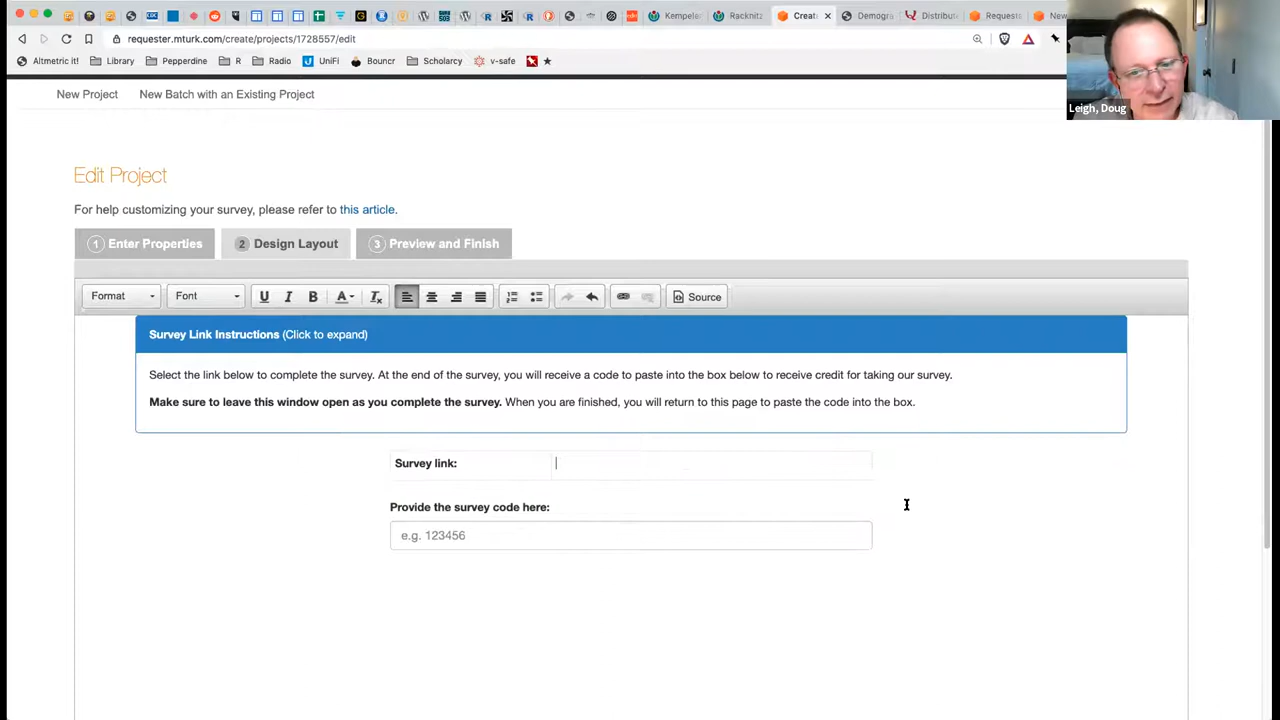 Kempele
Racknitz
Create
Demogra
Distribut
Requeste
New
requester.mturk.com/create/projects/1728557/edit
Altmetric it! Library Pepperdine R Radio UniFi Bouncr Scholarcy v-safe
Leigh, Doug
New Project New Batch with an Existing Project
Edit Project
For help customizing your survey, please refer to this article.
1 Enter Properties 2 Design Layout 3 Preview and Finish
Format Font U I B A Tx Source
Survey Link Instructions (Click to expand)
Select the link below to complete the survey. At the end of the survey, you will receive a code to paste into the box below to receive credit for taking our survey.
Make sure to leave this window open as you complete the survey. When you are finished, you will return to this page to paste the code into the box.
Survey link:
Provide the survey code here:
e.g. 123456